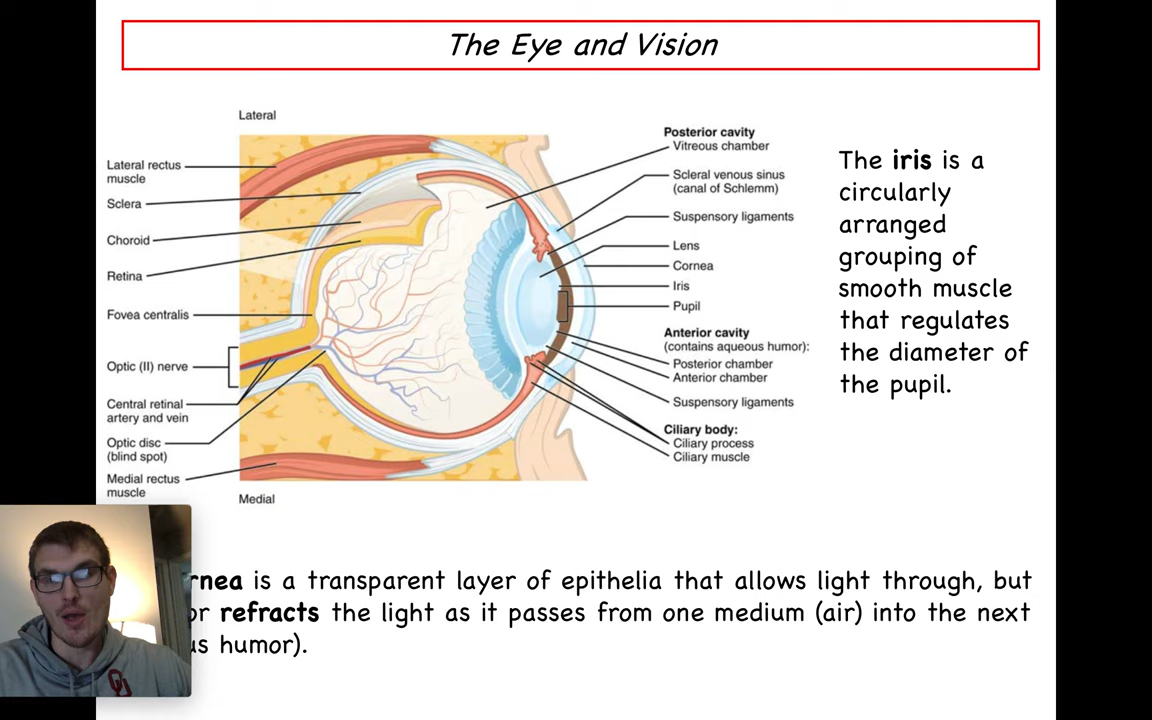 The Eye and Vision
Lateral
Lateral rectus
muscle
Sclera
Choroid
Retina
Fovea centralis
Optic (II) nerve
Central retinal
artery and vein
Optic disc
(blind spot)
Medial rectus
muscle
Medial
Posterior cavity
Vitreous chamber
Scleral venous sinus
(canal of Schlemm)
Suspensory ligaments
Lens
Cornea
Iris
Pupil
Anterior cavity
(contains aqueous humor):
Posterior chamber
Anterior chamber
Suspensory ligaments
Ciliary body:
Ciliary process
Ciliary muscle
The iris is a
circularly
arranged
grouping of
smooth muscle
that regulates
the diameter of
the pupil.
rnea is a transparent layer of epithelia that allows light through, but
or refracts the light as it passes from one medium (air) into the next
us humor).
OU